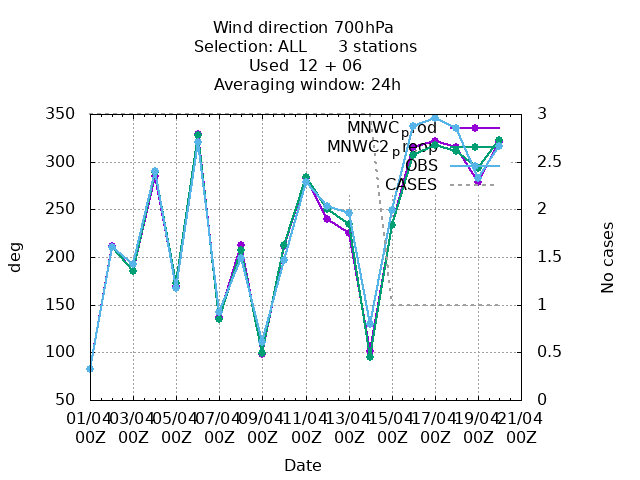 Wind direction 700hPa
Selection: ALL 3 stations
Used 12 + 06
Averaging window: 24h
350 3
MNWC_prod
MNWC2_preop
300 2.5
OBS
CASES
250 2
deg
200 1.5
No cases
150 1
100 0.5
50 0
01/04 03/04 05/04 07/04 09/04 11/04 13/04 15/04 17/04 19/04 21/04
00Z 00Z 00Z 00Z 00Z 00Z 00Z 00Z 00Z 00Z 00Z
Date